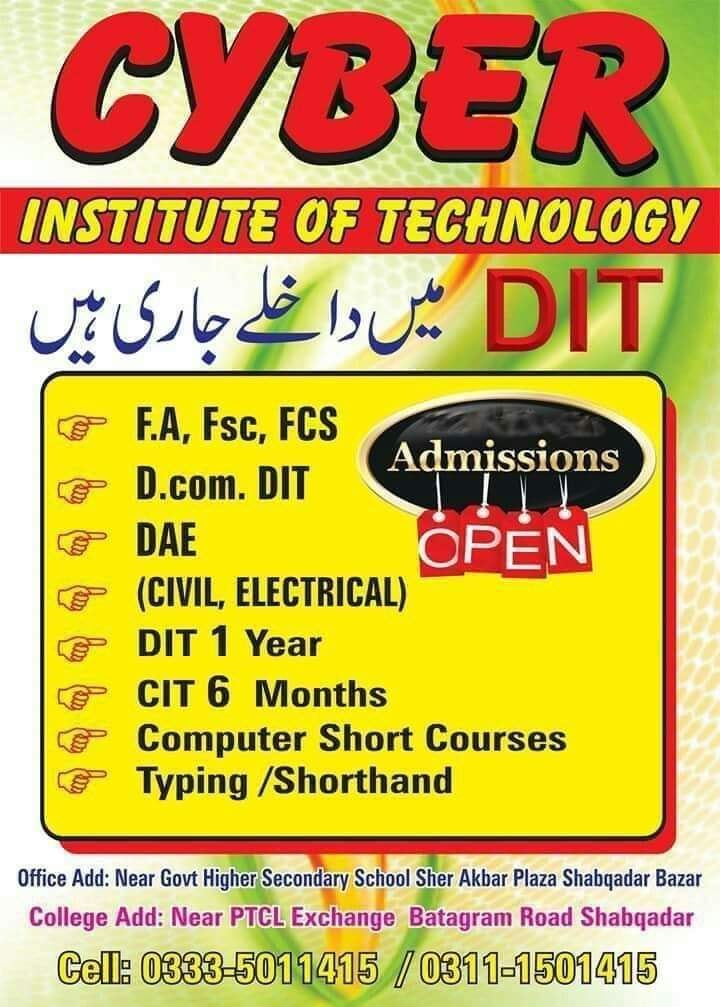 CYBER
INSTITUTE OF TECHNOLOGY
DIT میں داخلے جاری ہیں
Admissions
OPEN
F.A, Fsc, FCS
D.com. DIT
DAE
(CIVIL, ELECTRICAL)
DIT 1 Year
CIT 6 Months
Computer Short Courses
Typing /Shorthand
Office Add: Near Govt Higher Secondary School Sher Akbar Plaza Shabqadar Bazar
College Add: Near PTCL Exchange Batagram Road Shabqadar
Cell: 0333-5011415 / 0311-1501415